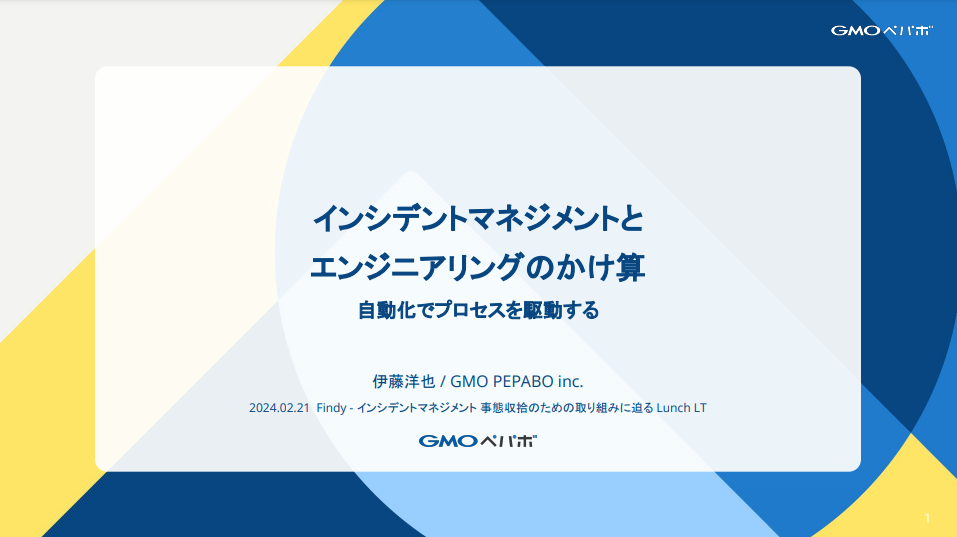 GMOペパボ
インシデントマネジメントと
エンジニアリングのかけ算
自動化でプロセスを駆動する
伊藤洋也 / GMO PEPABO inc.
2024.02.21 Findy - インシデントマネジメント 事態収拾のための取り組みに迫る Lunch LT
GMOペパボ
1